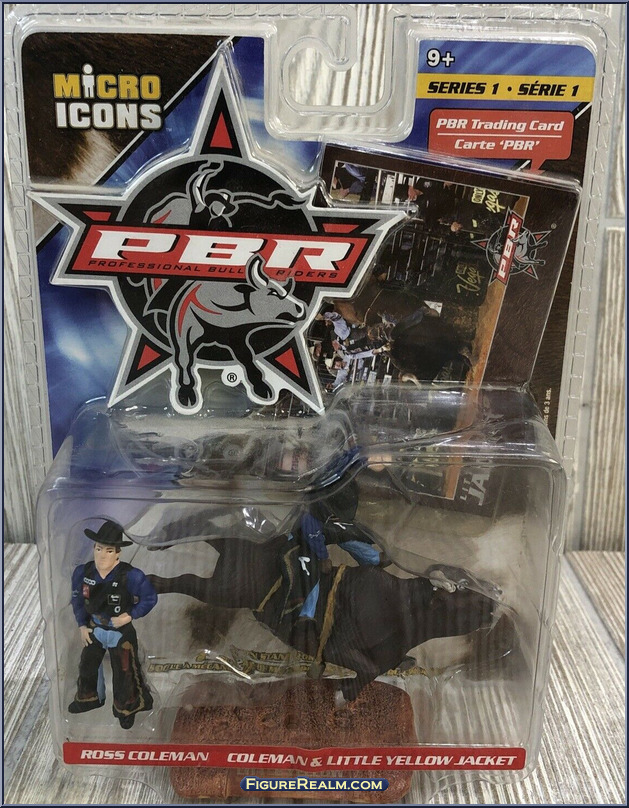 MICRO
ICONS
9+
SERIES 1 • SÉRIE 1
PBR Trading Card
Carte 'PBR'
PBR
PROFESSIONAL BULL RIDERS
®
PBR
ROSS COLEMAN
COLEMAN & LITTLE YELLOW JACKET
FIGUREREALM.COM